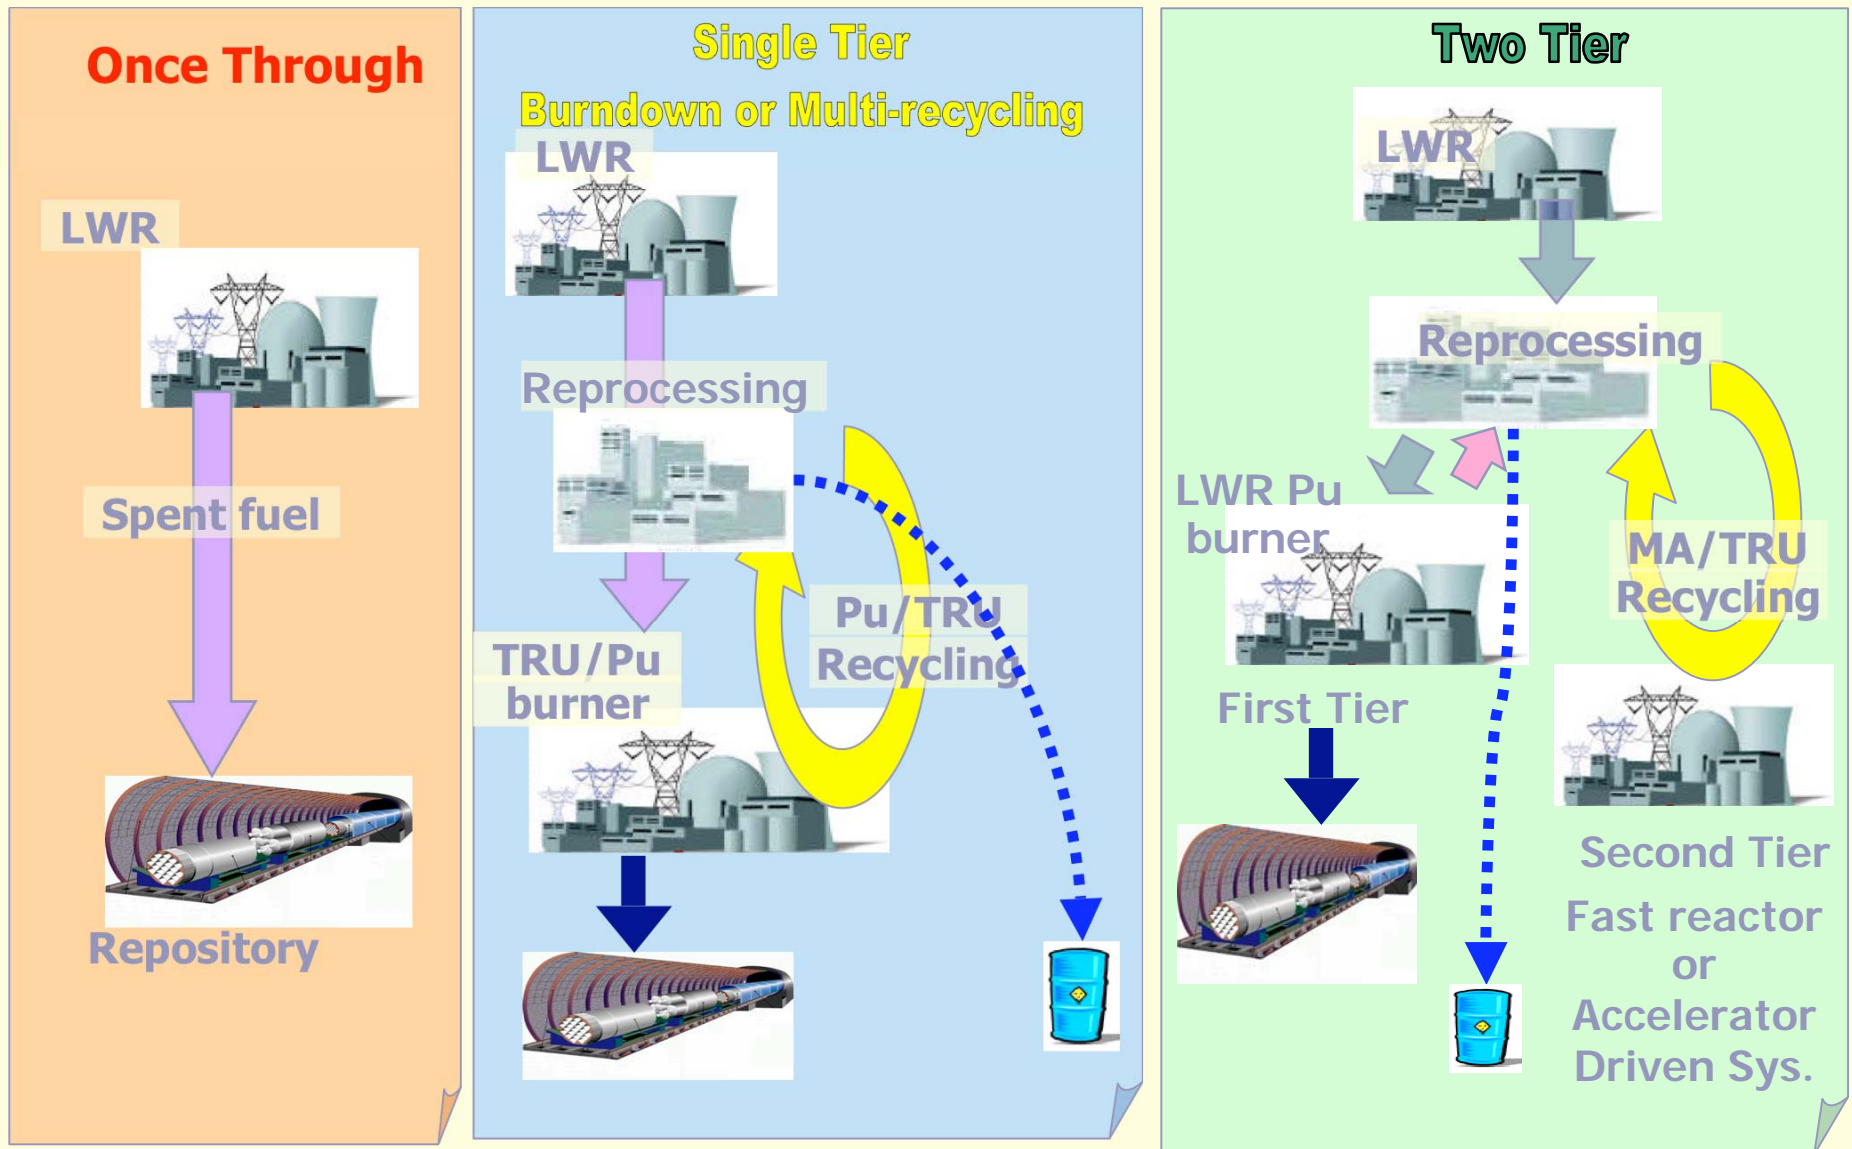 Once Through
LWR
Spent fuel
Repository
Single Tier
Burndown or Multi-recycling
LWR
Reprocessing
Pu/TRU
Recycling
TRU/Pu
burner
Two Tier
LWR
Reprocessing
LWR Pu
burner
MA/TRU
Recycling
First Tier
Second Tier
Fast reactor
or
Accelerator
Driven Sys.